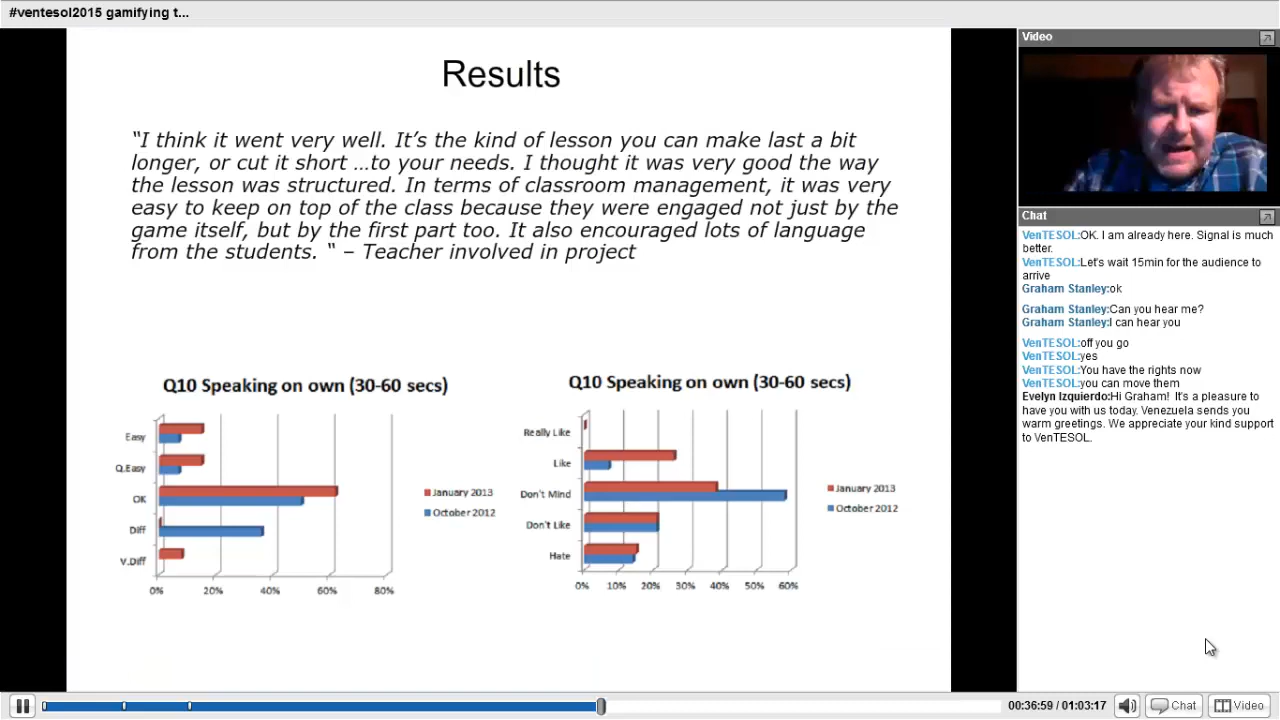 #ventesol2015 gamifying t...
Results
“I think it went very well. It’s the kind of lesson you can make last a bit
longer, or cut it short …to your needs. I thought it was very good the way
the lesson was structured. In terms of classroom management, it was very
easy to keep on top of the class because they were engaged not just by the
game itself, but by the first part too. It also encouraged lots of language
from the students. “ – Teacher involved in project
Q10 Speaking on own (30-60 secs)
Easy
Q.Easy
OK
Diff
V.Diff
0% 20% 40% 60% 80%
January 2013
October 2012
Q10 Speaking on own (30-60 secs)
Really Like
Like
Don't Mind
Don't Like
Hate
0% 10% 20% 30% 40% 50% 60%
January 2013
October 2012
Video
Chat
VenTESOL:OK. I am already here. Signal is much
better.
VenTESOL:Let's wait 15min for the audience to
arrive
Graham Stanley:ok
Graham Stanley:Can you hear me?
Graham Stanley:I can hear you
VenTESOL:off you go
VenTESOL:yes
VenTESOL:You have the rights now
VenTESOL:you can move them
Evelyn Izquierdo:Hi Graham! It's a pleasure to
have you with us today. Venezuela sends you
warm greetings. We appreciate your kind support
to VenTESOL.
00:36:59 / 01:03:17
Chat
Video